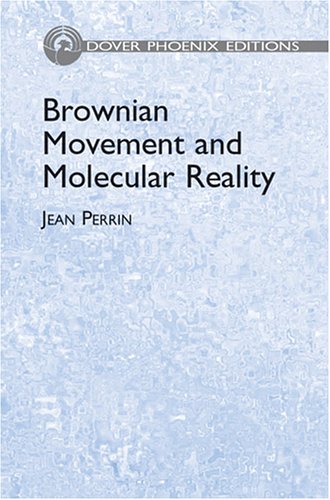 DOVER PHOENIX EDITIONS
Brownian
Movement and
Molecular Reality
JEAN PERRIN